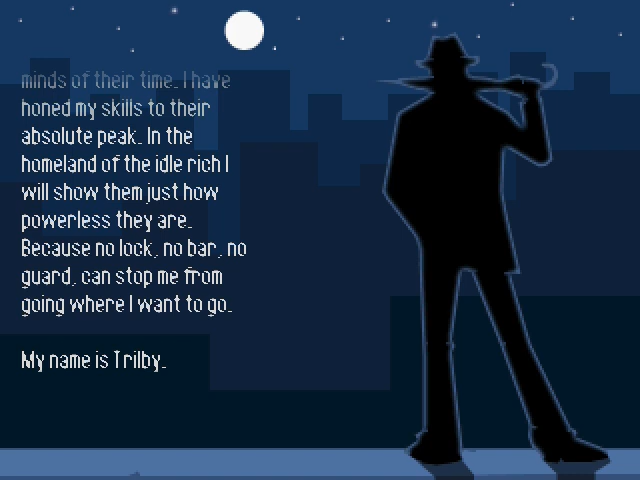 minds of their time. I have
honed my skills to their
absolute peak. In the
homeland of the idle rich I
will show them just how
powerless they are.
Because no lock, no bar, no
guard, can stop me from
going where I want to go.
My name is Trilby.